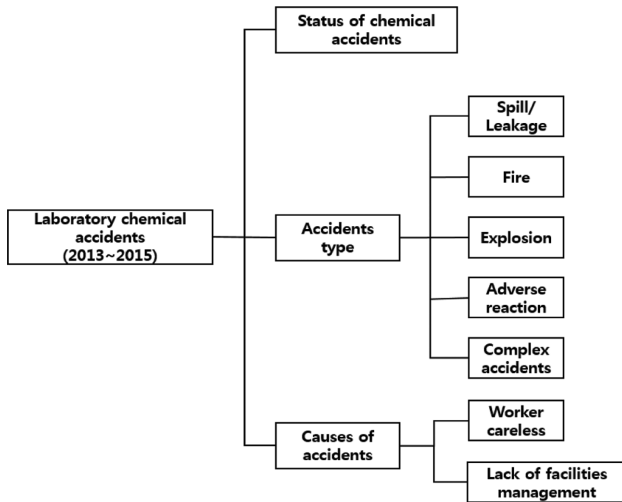 Status of chemical
accidents
Spill/
Leakage
Fire
Laboratory chemical
accidents
(2013~2015)
Accidents
type
Explosion
Adverse
reaction
Complex
accidents
Causes of
accidents
Worker
careless
Lack of facilities
management